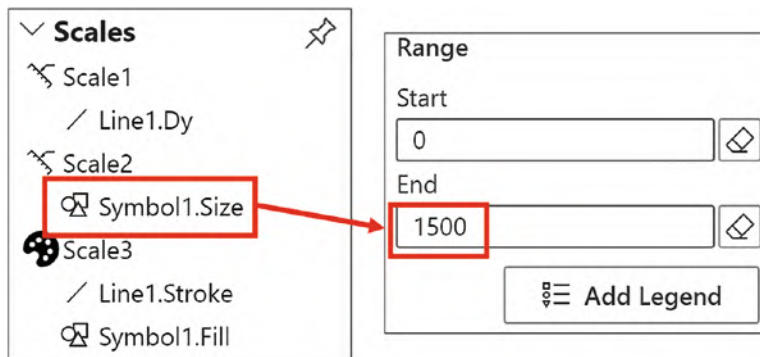 Scales
Scale1
Line1.Dy
Scale2
Symbol1.Size
Scale3
Line1.Stroke
Symbol1.Fill
Range
Start
0
End
1500
Add Legend